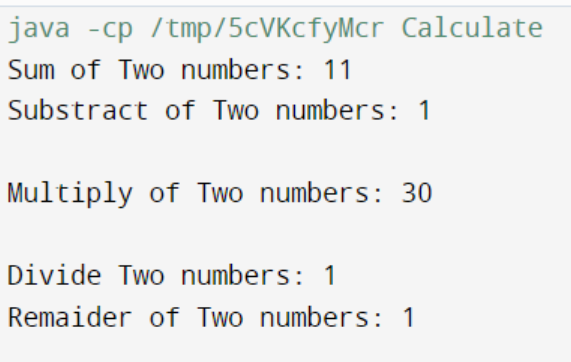 java -cp /tmp/5cVKcfyMcr Calculate
Sum of Two numbers: 11
Substract of Two numbers: 1
Multiply of Two numbers: 30
Divide Two numbers: 1
Remaider of Two numbers: 1